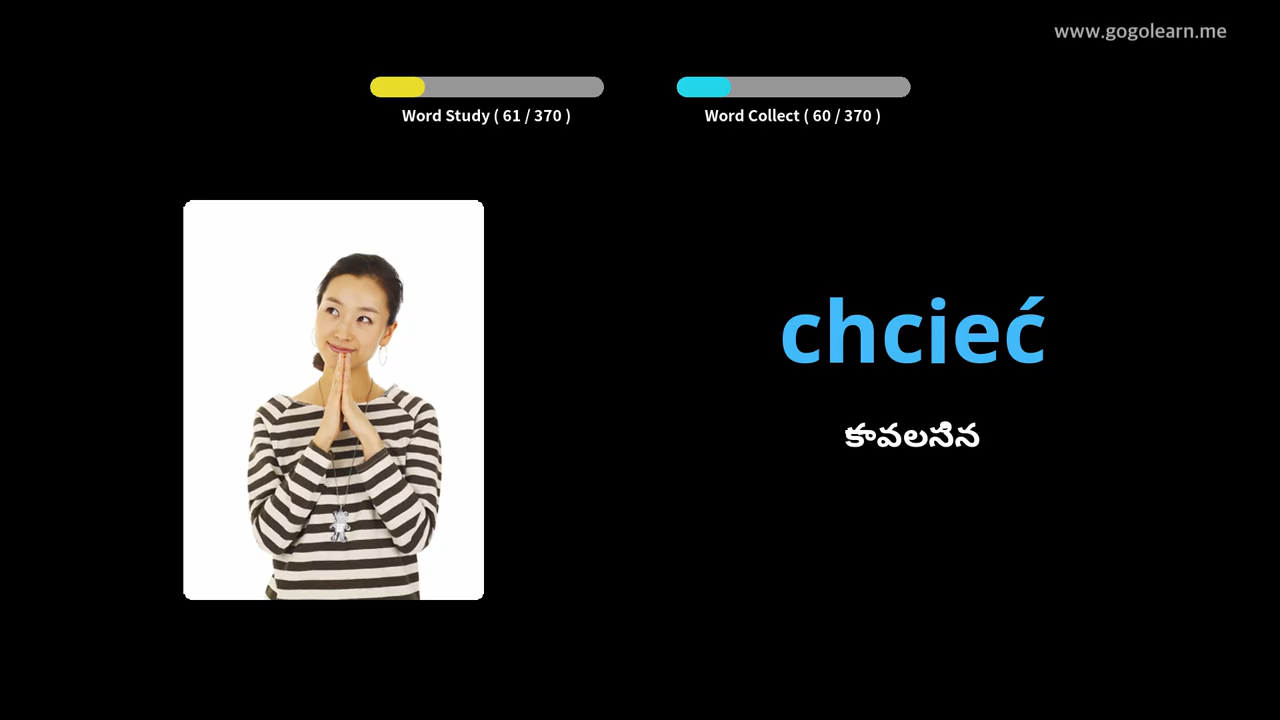 www.gogolearn.me
Word Study ( 61 / 370 )
Word Collect ( 60 / 370 )
chcieć
కావలసిన